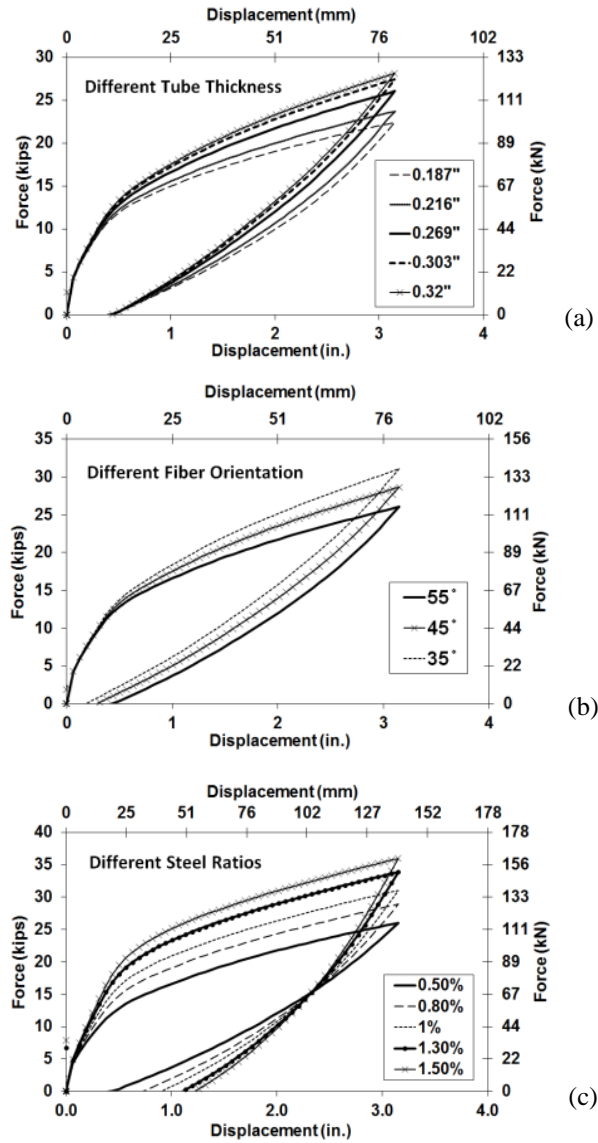 Displacement (mm)
0 25 51 76 102
30 133
Different Tube Thickness
25 111
20 89
Force (kips)
Force (kN)
15 67
10 44
5 22
0 0
0.187"
0.216"
0.269"
0.303"
0.32"
0 1 2 3 4
Displacement (in.)
(a)
Displacement (mm)
0 25 51 76 102
35 156
Different Fiber Orientation
30 133
25 111
20 89
Force (kips)
Force (kN)
15 67
10 44
5 22
0 0
55°
45°
35°
0 1 2 3 4
Displacement (in.)
(b)
Displacement (mm)
0 25 51 76 102 127 152 178
40 178
Different Steel Ratios
35 156
30 133
25 111
20 89
Force (kips)
Force (kN)
15 67
10 44
5 22
0 0
0.50%
0.80%
1%
1.30%
1.50%
0.0 1.0 2.0 3.0 4.0
Displacement (in.)
(c)